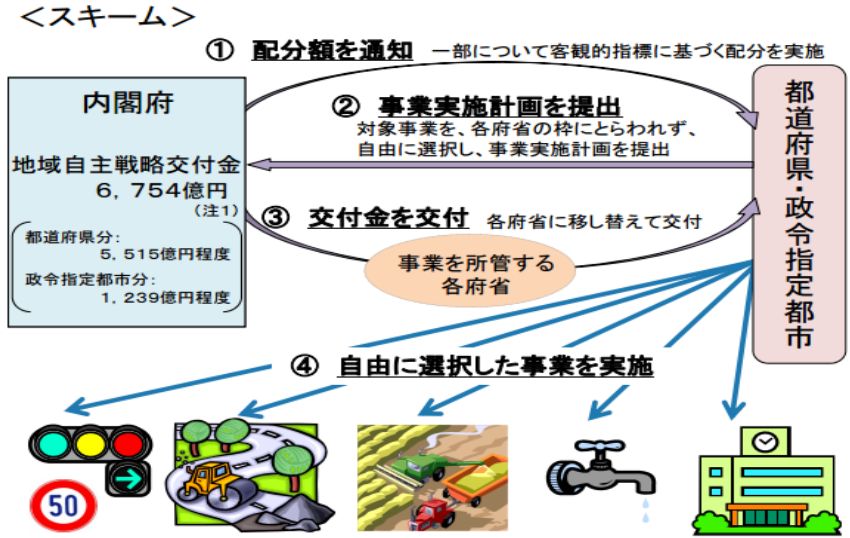 ＜スキーム＞
① 配分額を通知 一部について客観的指標に基づく配分を実施
内閣府
地域自主戦略交付金
６，７５４億円
（注１）
都道府県分：
５，５１５億円程度
政令指定都市分：
１，２３９億円程度
② 事業実施計画を提出
対象事業を、各府省の枠にとらわれず、
自由に選択し、事業実施計画を提出
③ 交付金を交付 各府省に移し替えて交付
事業を所管する
各府省
都道府県・政令指定都市
④ 自由に選択した事業を実施
50